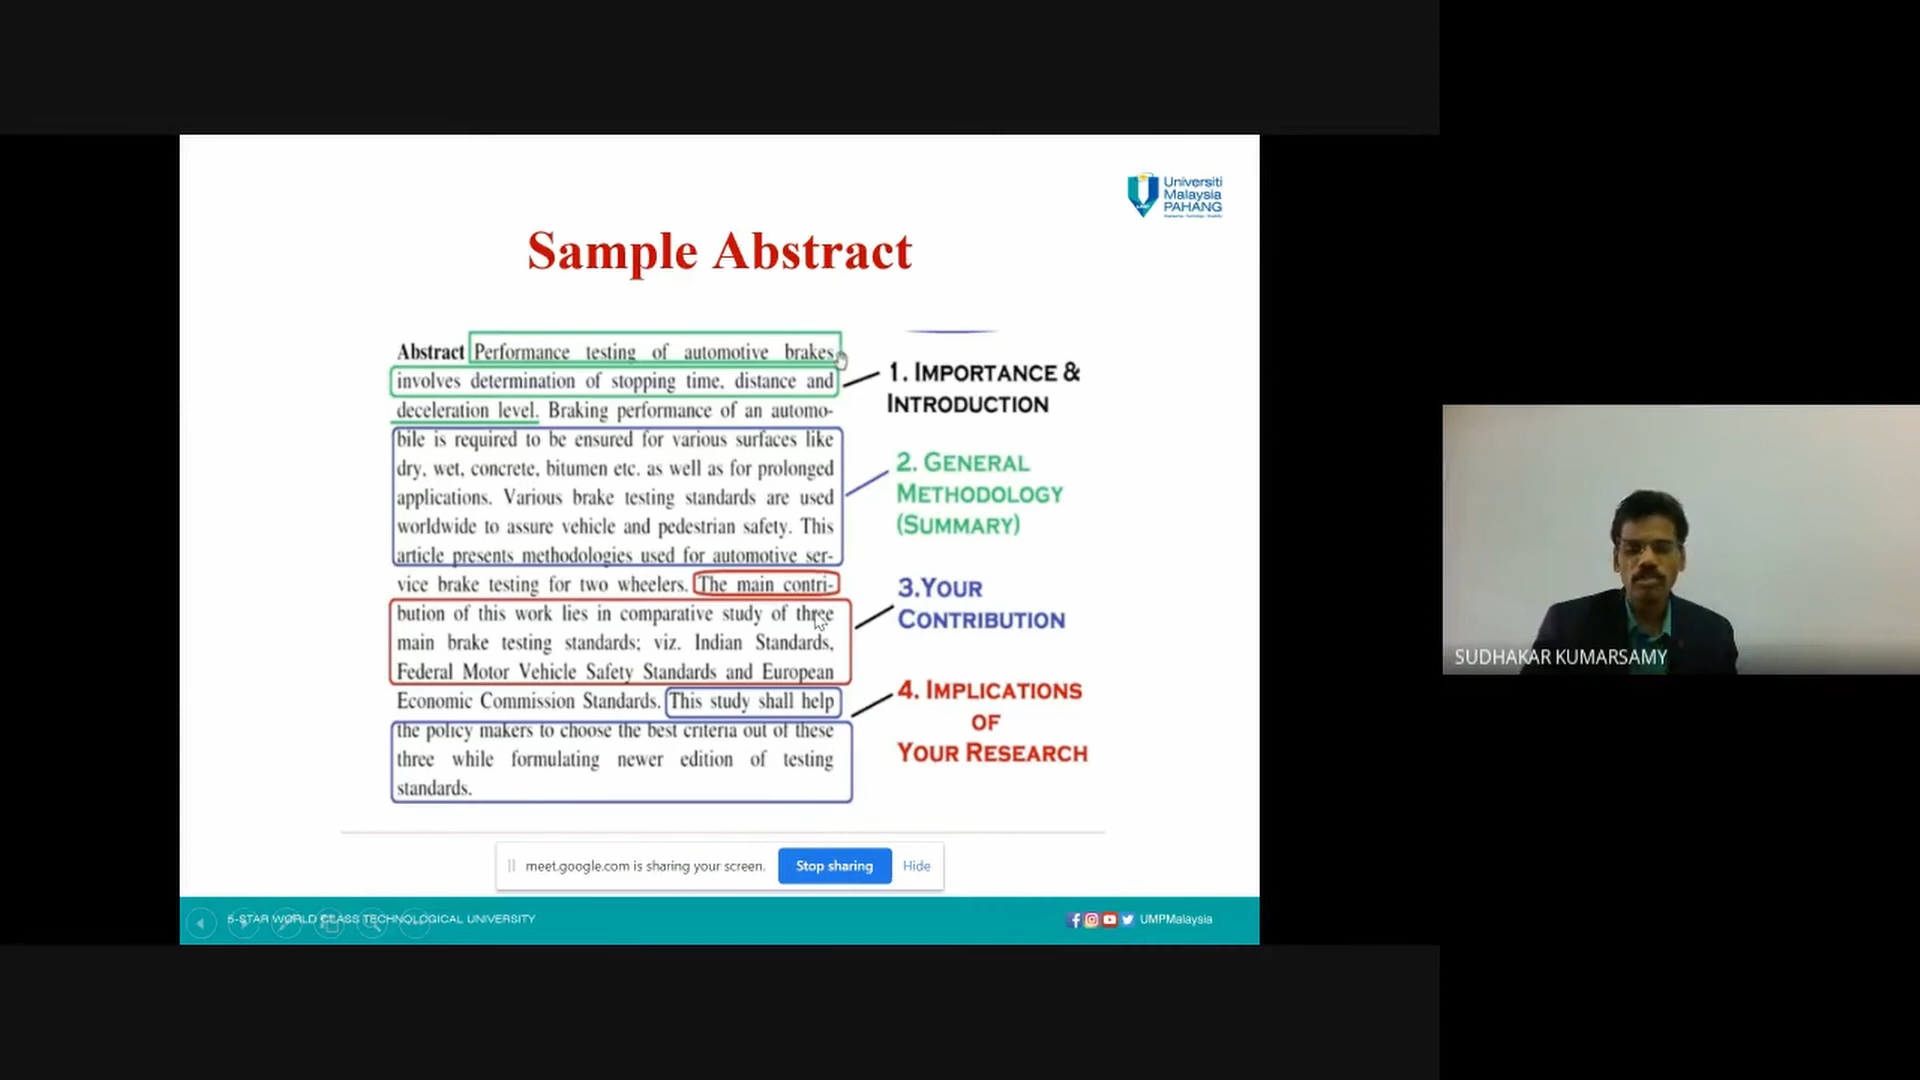 Universiti
Malaysia
PAHANG
Sample Abstract
Abstract Performance testing of automotive brakes
involves determination of stopping time, distance and
deceleration level. Braking performance of an automo-
bile is required to be ensured for various surfaces like
dry, wet, concrete, bitumen etc. as well as for prolonged
applications. Various brake testing standards are used
worldwide to assure vehicle and pedestrian safety. This
article presents methodologies used for automotive ser-
vice brake testing for two wheelers. The main contri-
bution of this work lies in comparative study of three
main brake testing standards; viz. Indian Standards,
Federal Motor Vehicle Safety Standards and European
Economic Commission Standards. This study shall help
the policy makers to choose the best criteria out of these
three while formulating newer edition of testing
standards.
1. IMPORTANCE &
INTRODUCTION
2. GENERAL
METHODOLOGY
(SUMMARY)
3.YOUR
CONTRIBUTION
4. IMPLICATIONS
OF
YOUR RESEARCH
meet.google.com is sharing your screen.
Stop sharing
Hide
5-STAR WORLD CLASS TECHNOLOGICAL UNIVERSITY
UMPMalaysia
SUDHAKAR KUMARSAMY